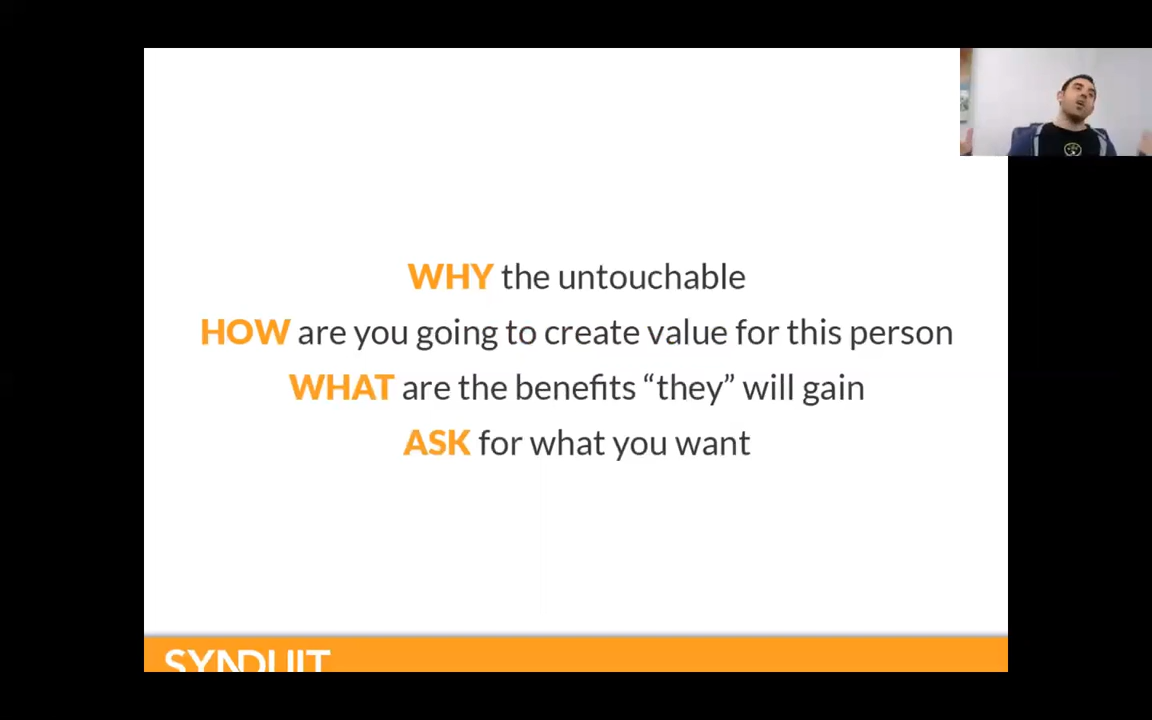 WHY the untouchable
HOW are you going to create value for this person
WHAT are the benefits “they” will gain
ASK for what you want
SYNDUIT